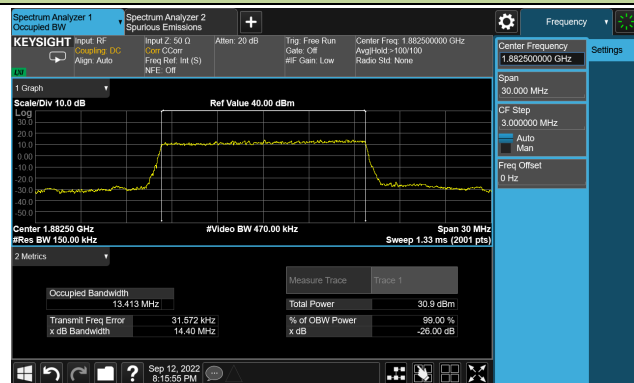 Spectrum Analyzer 1
Occupied BW
Spectrum Analyzer 2
Spurious Emissions
Frequency
KEYSIGHT
Input: RF
Coupling: DC
Align: Auto
Input Z: 50 Ω
Corr CCorr
Freq Ref: Int (S)
NFE: Off
Atten: 20 dB
Trig: Free Run
Gate: Off
#IF Gain: Low
Center Freq: 1.882500000 GHz
Avg|Hold:>100/100
Radio Std: None
Center Frequency
1.882500000 GHz
Settings
Span
30.000 MHz
CF Step
3.000000 MHz
Auto
Man
Freq Offset
0 Hz
1 Graph
Scale/Div 10.0 dB
Ref Value 40.00 dBm
Log
30.0
20.0
10.0
0.00
-10.0
-20.0
-30.0
-40.0
-50.0
Center 1.88250 GHz
#Video BW 470.00 kHz
Span 30 MHz
#Res BW 150.00 kHz
Sweep 1.33 ms (2001 pts)
2 Metrics
Measure Trace
Trace 1
Occupied Bandwidth
13.413 MHz
Total Power
30.9 dBm
Transmit Freq Error
31.572 kHz
% of OBW Power
99.00 %
x dB Bandwidth
14.40 MHz
x dB
-26.00 dB
Sep 12, 2022
8:15:55 PM